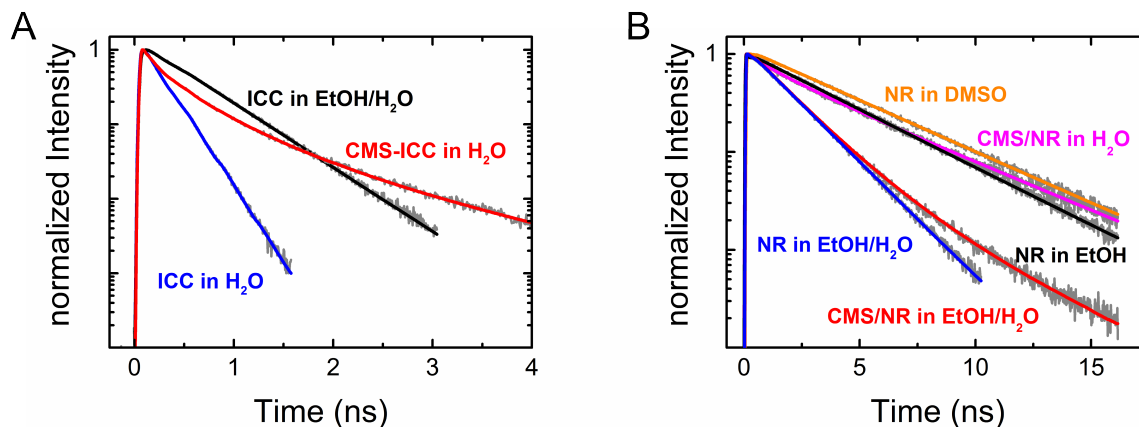 A
normalized Intensity
1
ICC in EtOH/H₂O
CMS-ICC in H₂O
ICC in H₂O
0 1 2 3 4
Time (ns)
B
normalized Intensity
1
NR in DMSO
CMS/NR in H₂O
NR in EtOH/H₂O
NR in EtOH
CMS/NR in EtOH/H₂O
0 5 10 15
Time (ns)